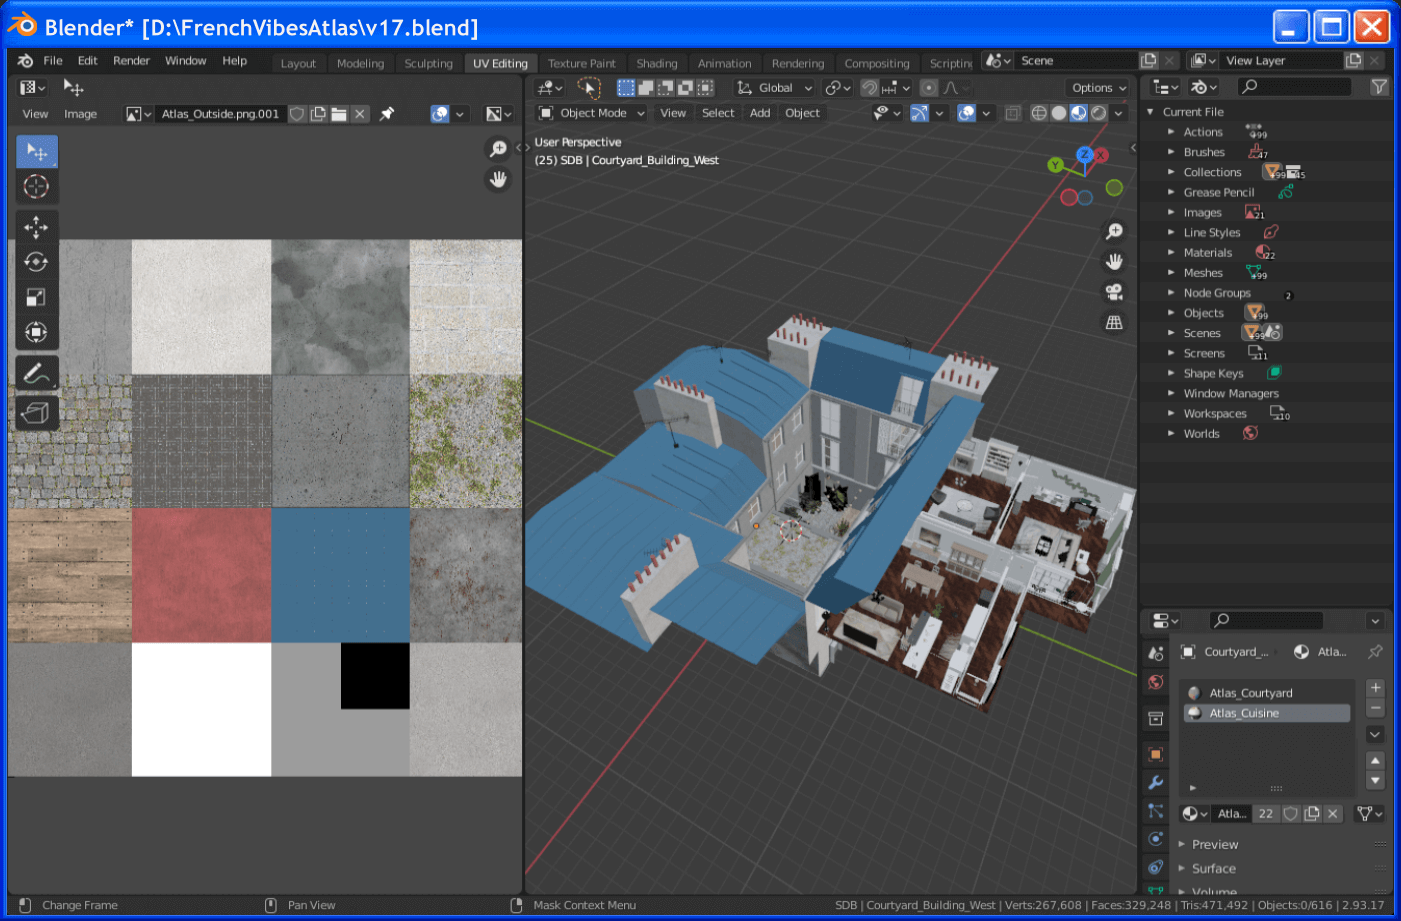 Blender* [D:\FrenchVibesAtlas\v17.blend]
File Edit Render Window Help Layout Modeling Sculpting UV Editing Texture Paint Shading Animation Rendering Compositing Scripting Scene View Layer
Global Options
View Image Atlas_Outside.png.001 Object Mode View Select Add Object
User Perspective
(25) SDB | Courtyard_Building_West
Z X Y
Current File
Actions +99
Brushes 47
Collections +99 45
Grease Pencil
Images 21
Line Styles
Materials 22
Meshes +99
Node Groups 2
Objects +99
Scenes +99
Screens 11
Shape Keys
Window Managers
Workspaces 10
Worlds
Courtyard_... Atla...
Atlas_Courtyard
Atlas_Cuisine
Atla... 22
Preview
Surface
Volume
Change Frame Pan View Mask Context Menu SDB | Courtyard_Building_West | Verts:267,608 | Faces:329,248 | Tris:471,492 | Objects:0/616 | 2.93.17